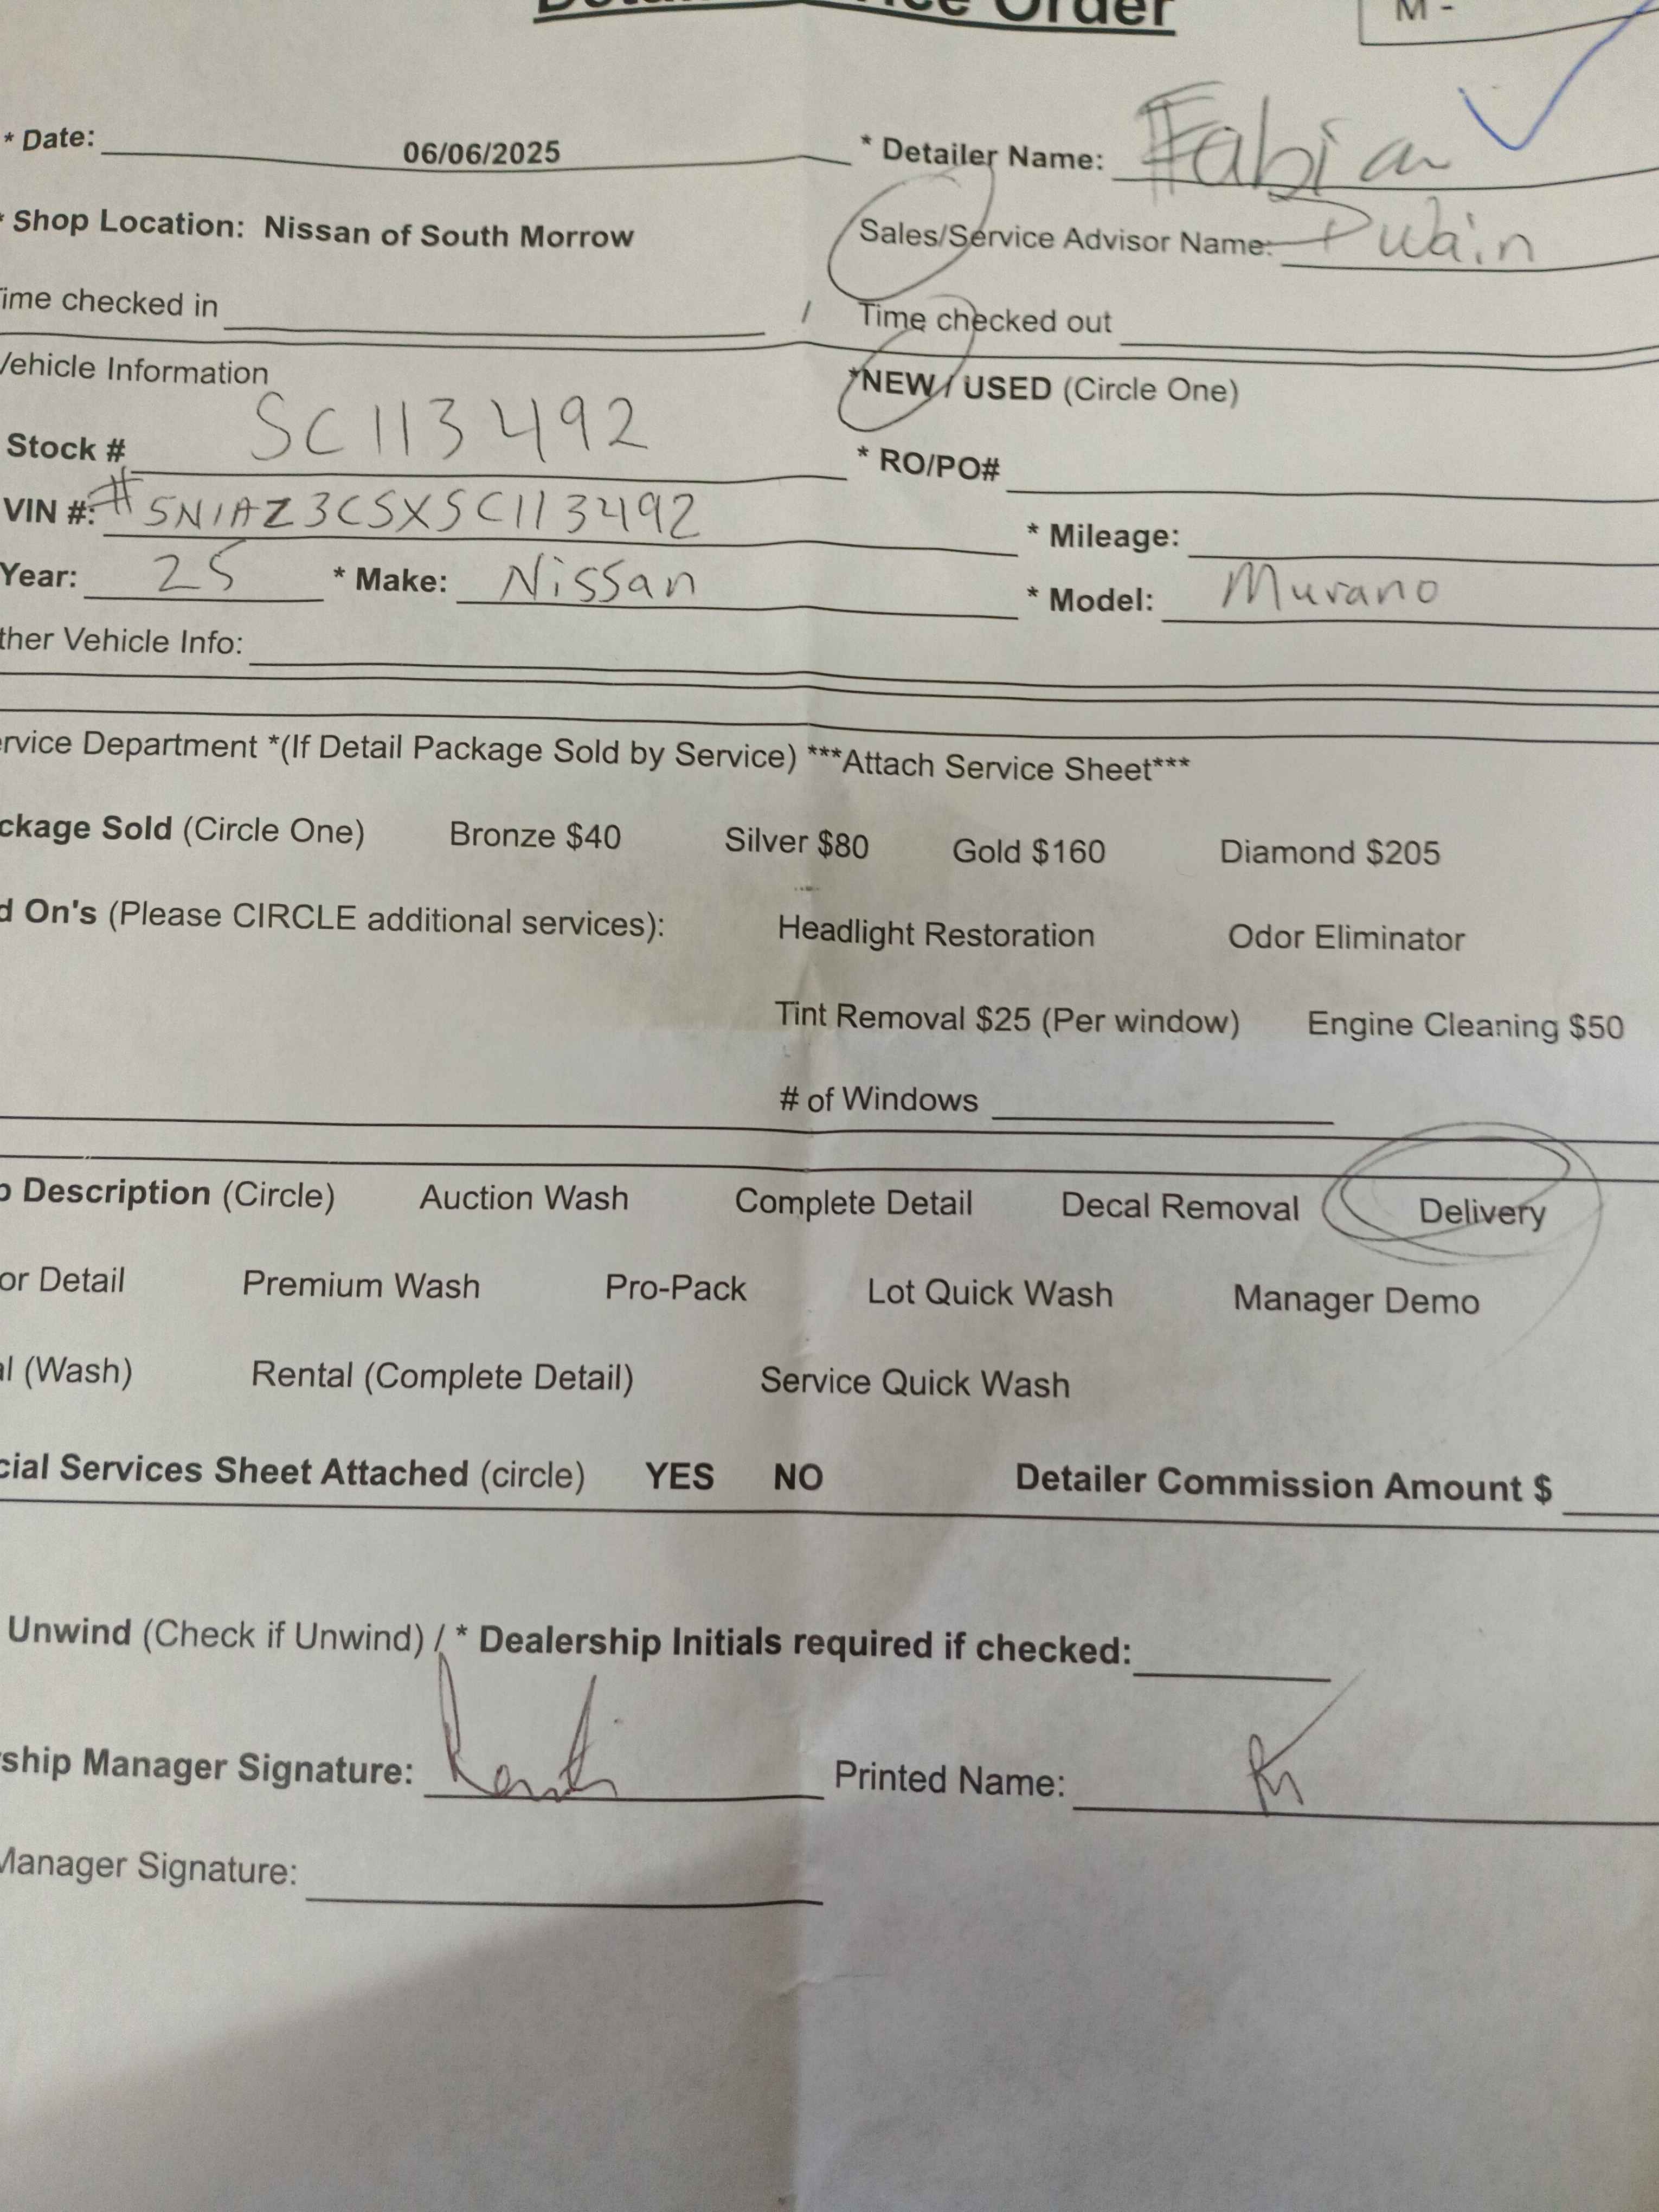 Order
M -
* Date: 06/06/2025 * Detailer Name: Fabian
* Shop Location: Nissan of South Morrow Sales/Service Advisor Name: Dwain
ime checked in / Time checked out
Vehicle Information *NEW / USED (Circle One)
Stock # SC113492 * RO/PO#
VIN #: #5N1AZ3CSXSC113492 * Mileage:
Year: 25 * Make: Nissan * Model: Murano
ther Vehicle Info:
ervice Department *(If Detail Package Sold by Service) ***Attach Service Sheet***
ckage Sold (Circle One) Bronze $40 Silver $80 Gold $160 Diamond $205
d On's (Please CIRCLE additional services): Headlight Restoration Odor Eliminator
Tint Removal $25 (Per window) Engine Cleaning $50
# of Windows
b Description (Circle) Auction Wash Complete Detail Decal Removal Delivery
or Detail Premium Wash Pro-Pack Lot Quick Wash Manager Demo
al (Wash) Rental (Complete Detail) Service Quick Wash
cial Services Sheet Attached (circle) YES NO Detailer Commission Amount $
Unwind (Check if Unwind) / * Dealership Initials required if checked:
ship Manager Signature: Printed Name:
Manager Signature: